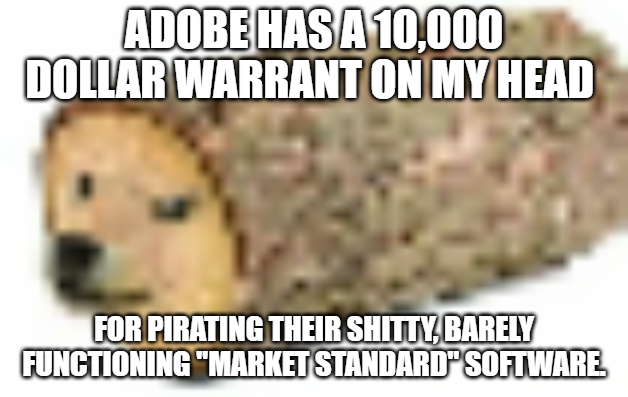 ADOBE HAS A 10,000
DOLLAR WARRANT ON MY HEAD
FOR PIRATING THEIR SHITTY, BARELY
FUNCTIONING "MARKET STANDARD" SOFTWARE.